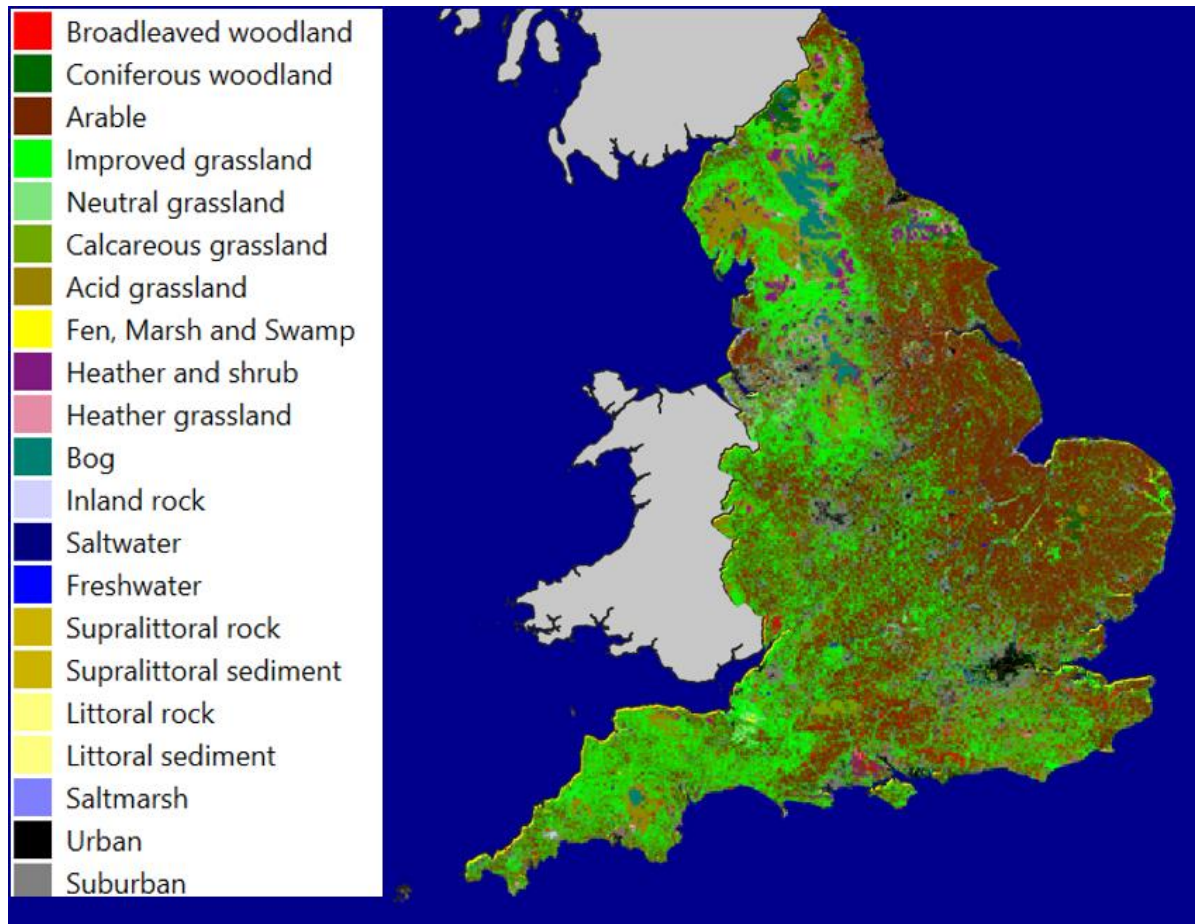 Broadleaved woodland
Coniferous woodland
Arable
Improved grassland
Neutral grassland
Calcareous grassland
Acid grassland
Fen, Marsh and Swamp
Heather and shrub
Heather grassland
Bog
Inland rock
Saltwater
Freshwater
Supralittoral rock
Supralittoral sediment
Littoral rock
Littoral sediment
Saltmarsh
Urban
Suburban